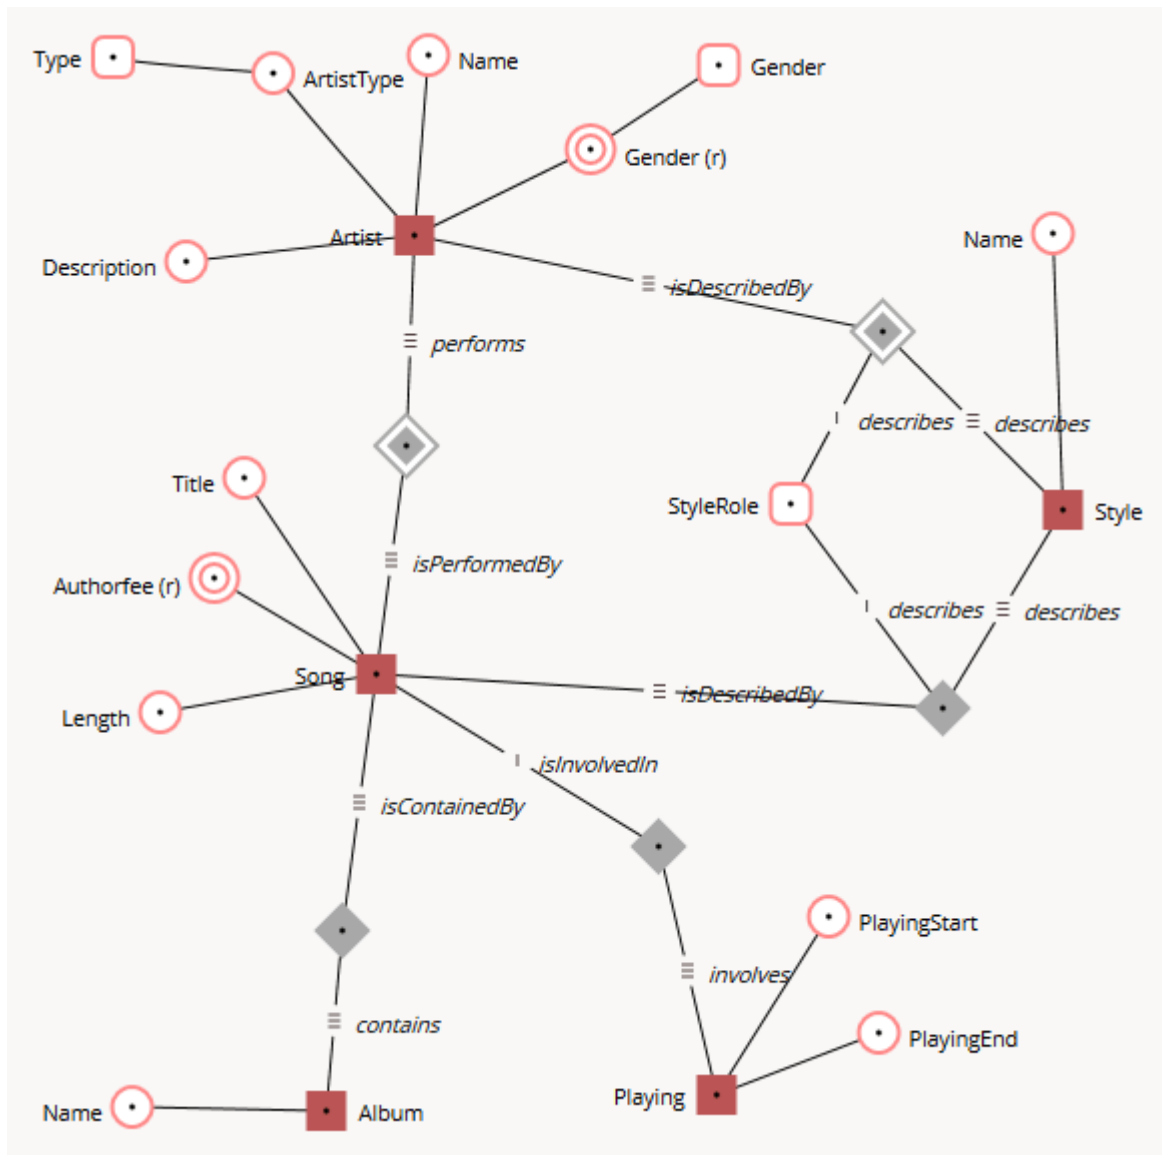 Type
ArtistType
Name
Gender
Gender (r)
Artist
Description
Name
isDescribedBy
performs
describes
describes
Title
StyleRole
Style
isPerformedBy
Authorfee (r)
describes
describes
Song
isDescribedBy
Length
isInvolvedIn
isContainedBy
PlayingStart
involves
contains
PlayingEnd
Playing
Name
Album